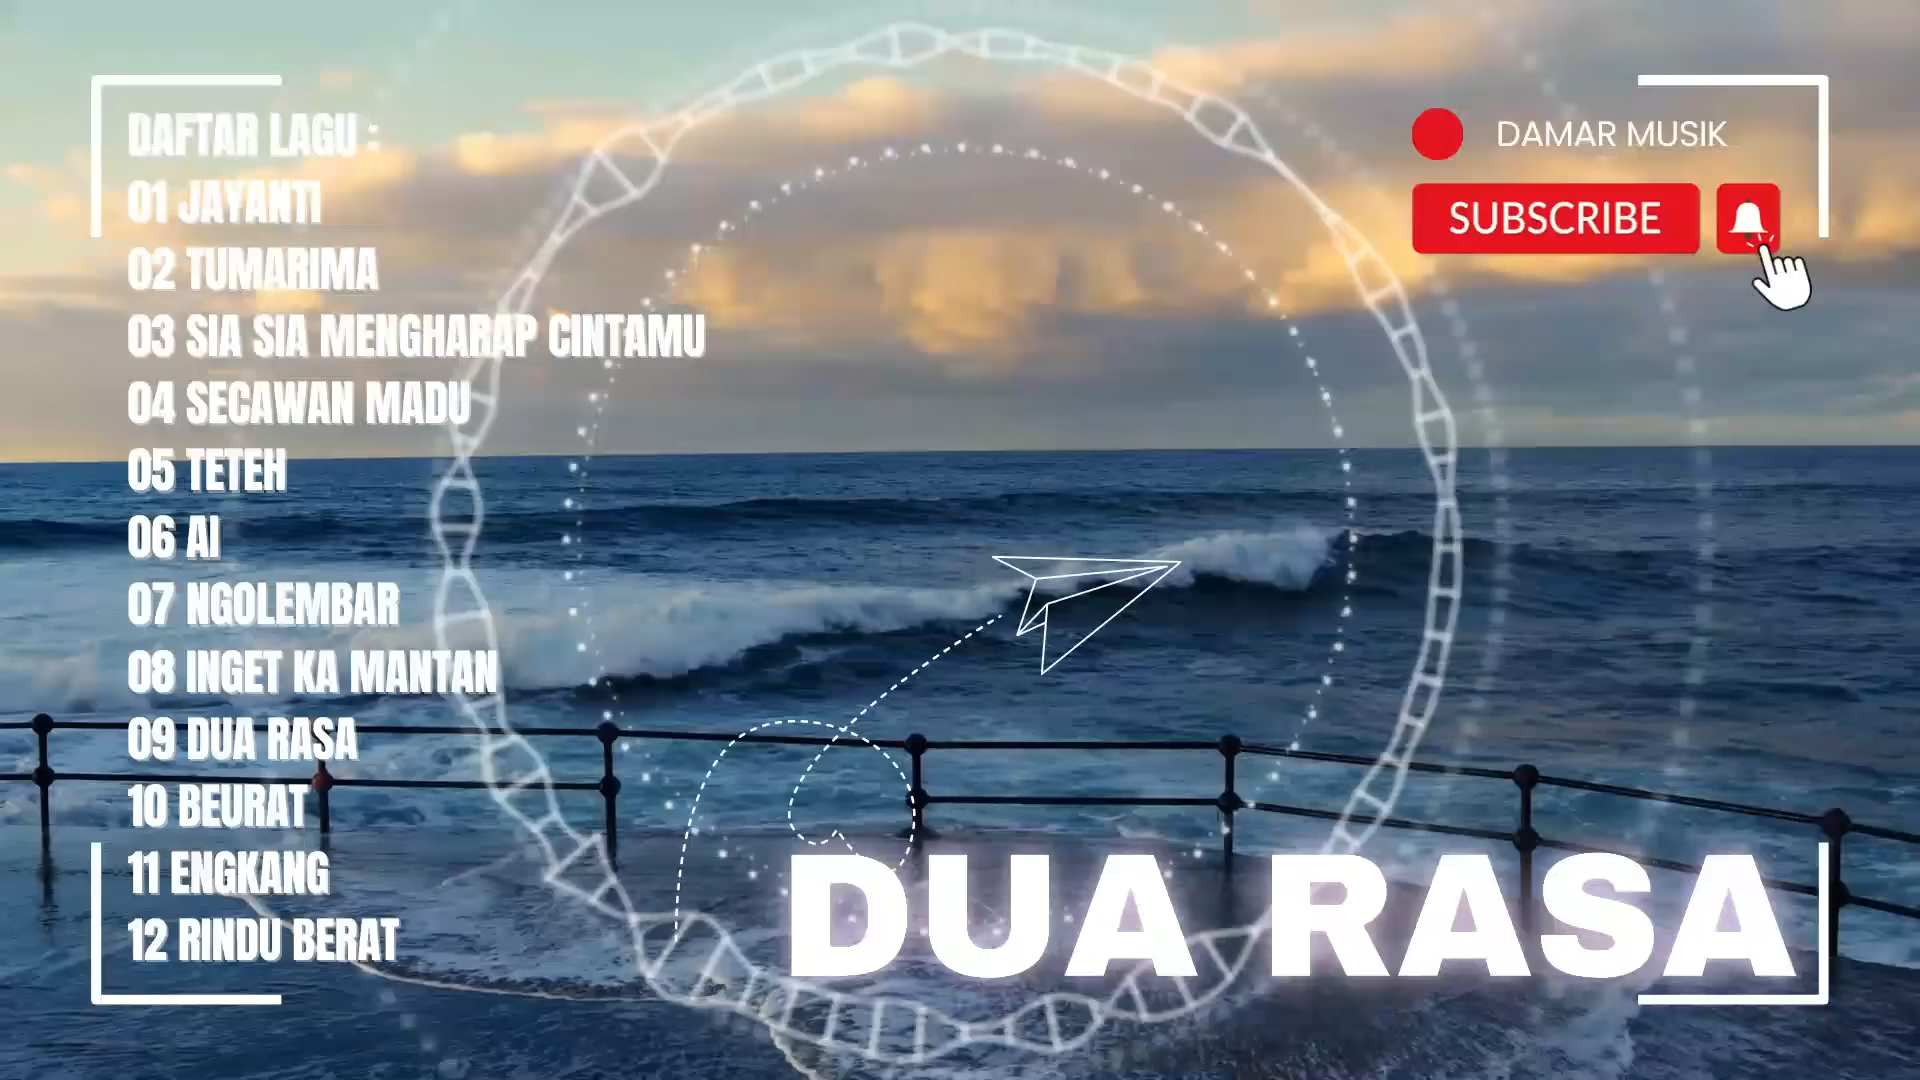 DAFTAR LAGU :
01 JAYANTI
02 TUMARIMA
03 SIA SIA MENGHARAP CINTAMU
04 SECAWAN MADU
05 TETEH
06 AI
07 NGOLEMBAR
08 INGET KA MANTAN
09 DUA RASA
10 BEURAT
11 ENGKANG
12 RINDU BERAT
DAMAR MUSIK
SUBSCRIBE
DUA RASA